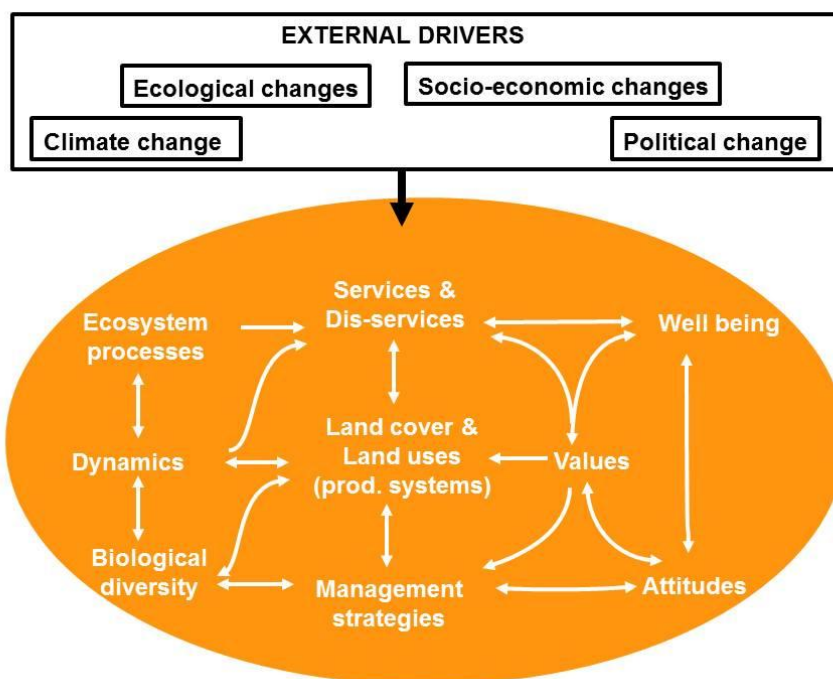 EXTERNAL DRIVERS
Ecological changes
Socio-economic changes
Climate change
Political change
Services &
Dis-services
Ecosystem
processes
Well being
Land cover &
Land uses
(prod. systems)
Dynamics
Values
Biological
diversity
Management
strategies
Attitudes